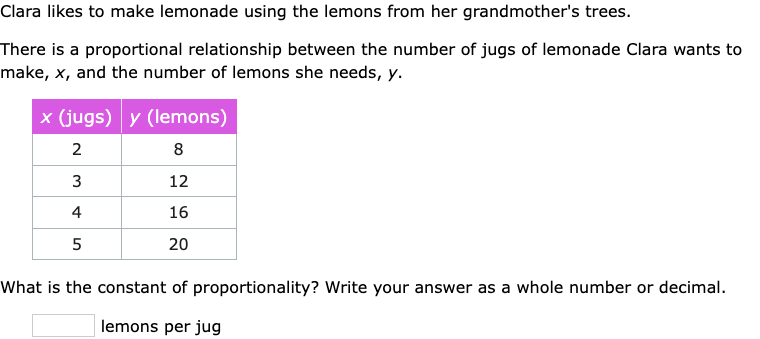 Clara likes to make lemonade using the lemons from her grandmother's trees.
There is a proportional relationship between the number of jugs of lemonade Clara wants to
make, x, and the number of lemons she needs, y.
x (jugs) y (lemons)
2 8
3 12
4 16
5 20
What is the constant of proportionality? Write your answer as a whole number or decimal.
lemons per jug